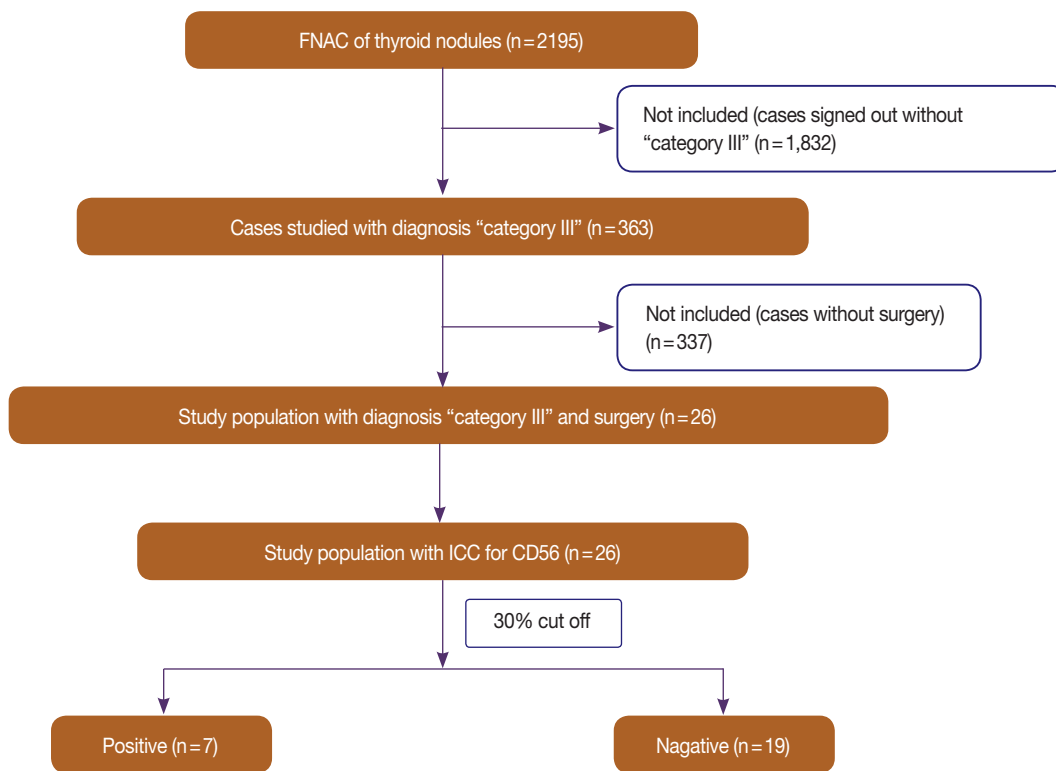 FNAC of thyroid nodules (n=2195)
Not included (cases signed out without
“category III” (n=1,832)
Cases studied with diagnosis “category III” (n=363)
Not included (cases without surgery)
(n=337)
Study population with diagnosis “category III” and surgery (n=26)
Study population with ICC for CD56 (n=26)
30% cut off
Positive (n=7)
Nagative (n=19)